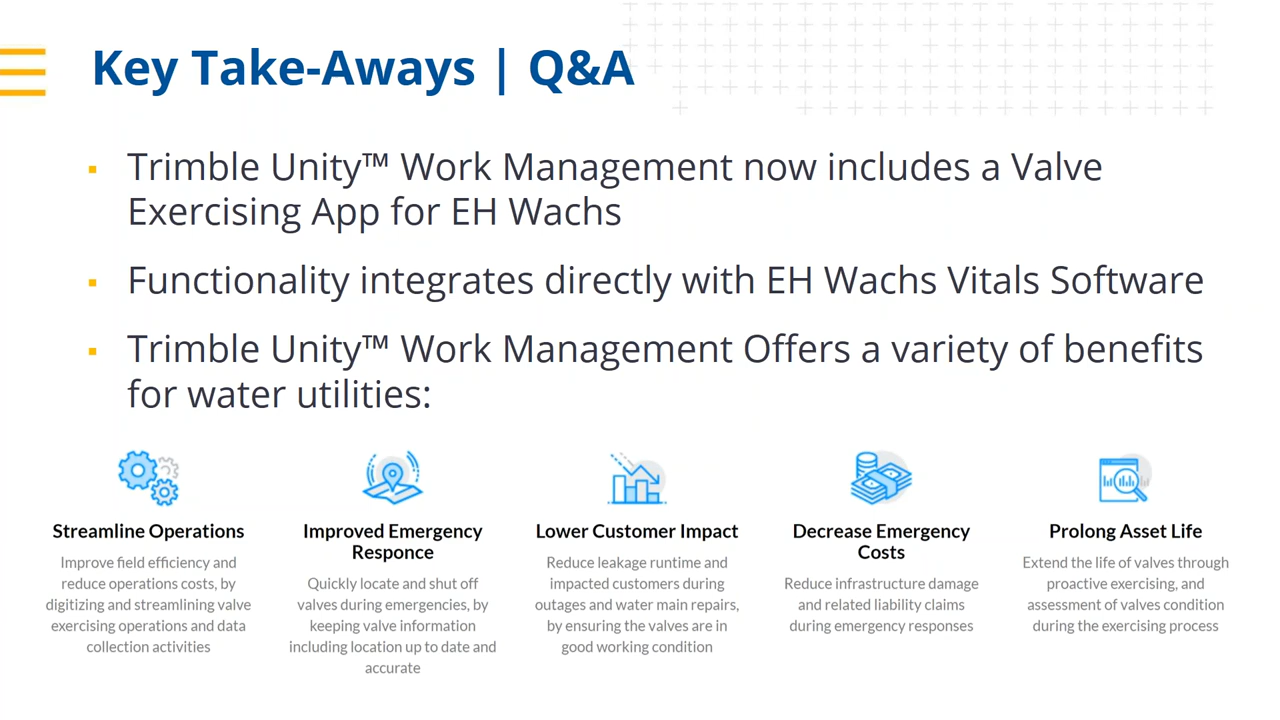 Key Take-Aways | Q&A
▪ Trimble Unity™ Work Management now includes a Valve
Exercising App for EH Wachs
▪ Functionality integrates directly with EH Wachs Vitals Software
▪ Trimble Unity™ Work Management Offers a variety of benefits
for water utilities:
Streamline Operations
Improve field efficiency and
reduce operations costs, by
digitizing and streamlining valve
exercising operations and data
collection activities
Improved Emergency
Responce
Quickly locate and shut off
valves during emergencies, by
keeping valve information
including location up to date and
accurate
Lower Customer Impact
Reduce leakage runtime and
impacted customers during
outages and water main repairs,
by ensuring the valves are in
good working condition
Decrease Emergency
Costs
Reduce infrastructure damage
and related liability claims
during emergency responses
Prolong Asset Life
Extend the life of valves through
proactive exercising, and
assessment of valves condition
during the exercising process